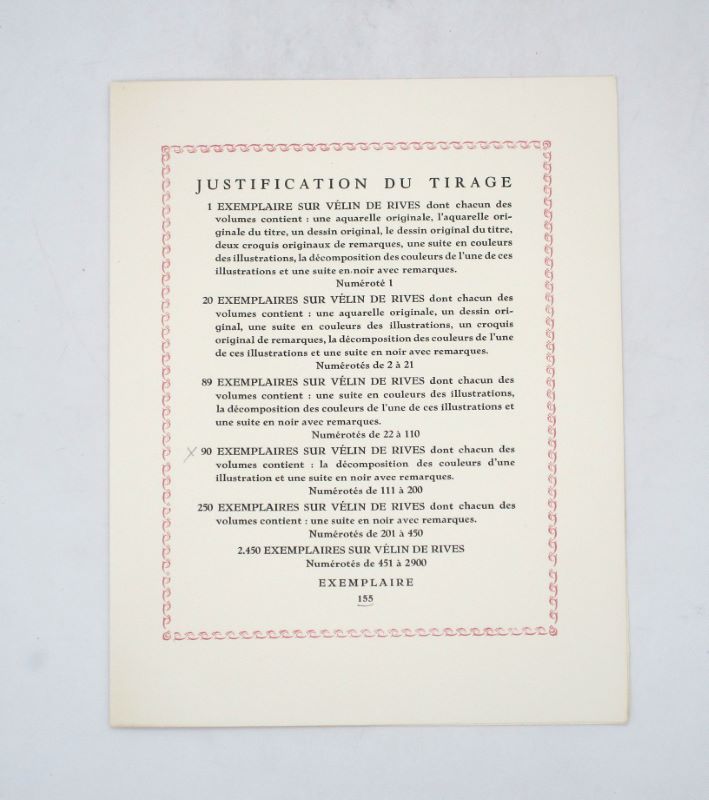 JUSTIFICATION DU TIRAGE
1 EXEMPLAIRE SUR VÉLIN DE RIVES dont chacun des
volumes contient : une aquarelle originale, l'aquarelle ori-
ginale du titre, un dessin original, le dessin original du titre,
deux croquis originaux de remarques, une suite en couleurs
des illustrations, la décomposition des couleurs de l'une de ces
illustrations et une suite en noir avec remarques.
Numéroté 1
20 EXEMPLAIRES SUR VÉLIN DE RIVES dont chacun des
volumes contient : une aquarelle originale, un dessin ori-
ginal, une suite en couleurs des illustrations, un croquis
original de remarques, la décomposition des couleurs de l'une
de ces illustrations et une suite en noir avec remarques.
Numérotés de 2 à 21
89 EXEMPLAIRES SUR VÉLIN DE RIVES dont chacun des
volumes contient : une suite en couleurs des illustrations,
la décomposition des couleurs de l'une de ces illustrations et
une suite en noir avec remarques.
Numérotés de 22 à 110
x 90 EXEMPLAIRES SUR VÉLIN DE RIVES dont chacun des
volumes contient : la décomposition des couleurs d'une
illustration et une suite en noir avec remarques.
Numérotés de 111 à 200
250 EXEMPLAIRES SUR VÉLIN DE RIVES dont chacun des
volumes contient : une suite en noir avec remarques.
Numérotés de 201 à 450
2.450 EXEMPLAIRES SUR VÉLIN DE RIVES
Numérotés de 451 à 2900
EXEMPLAIRE
155